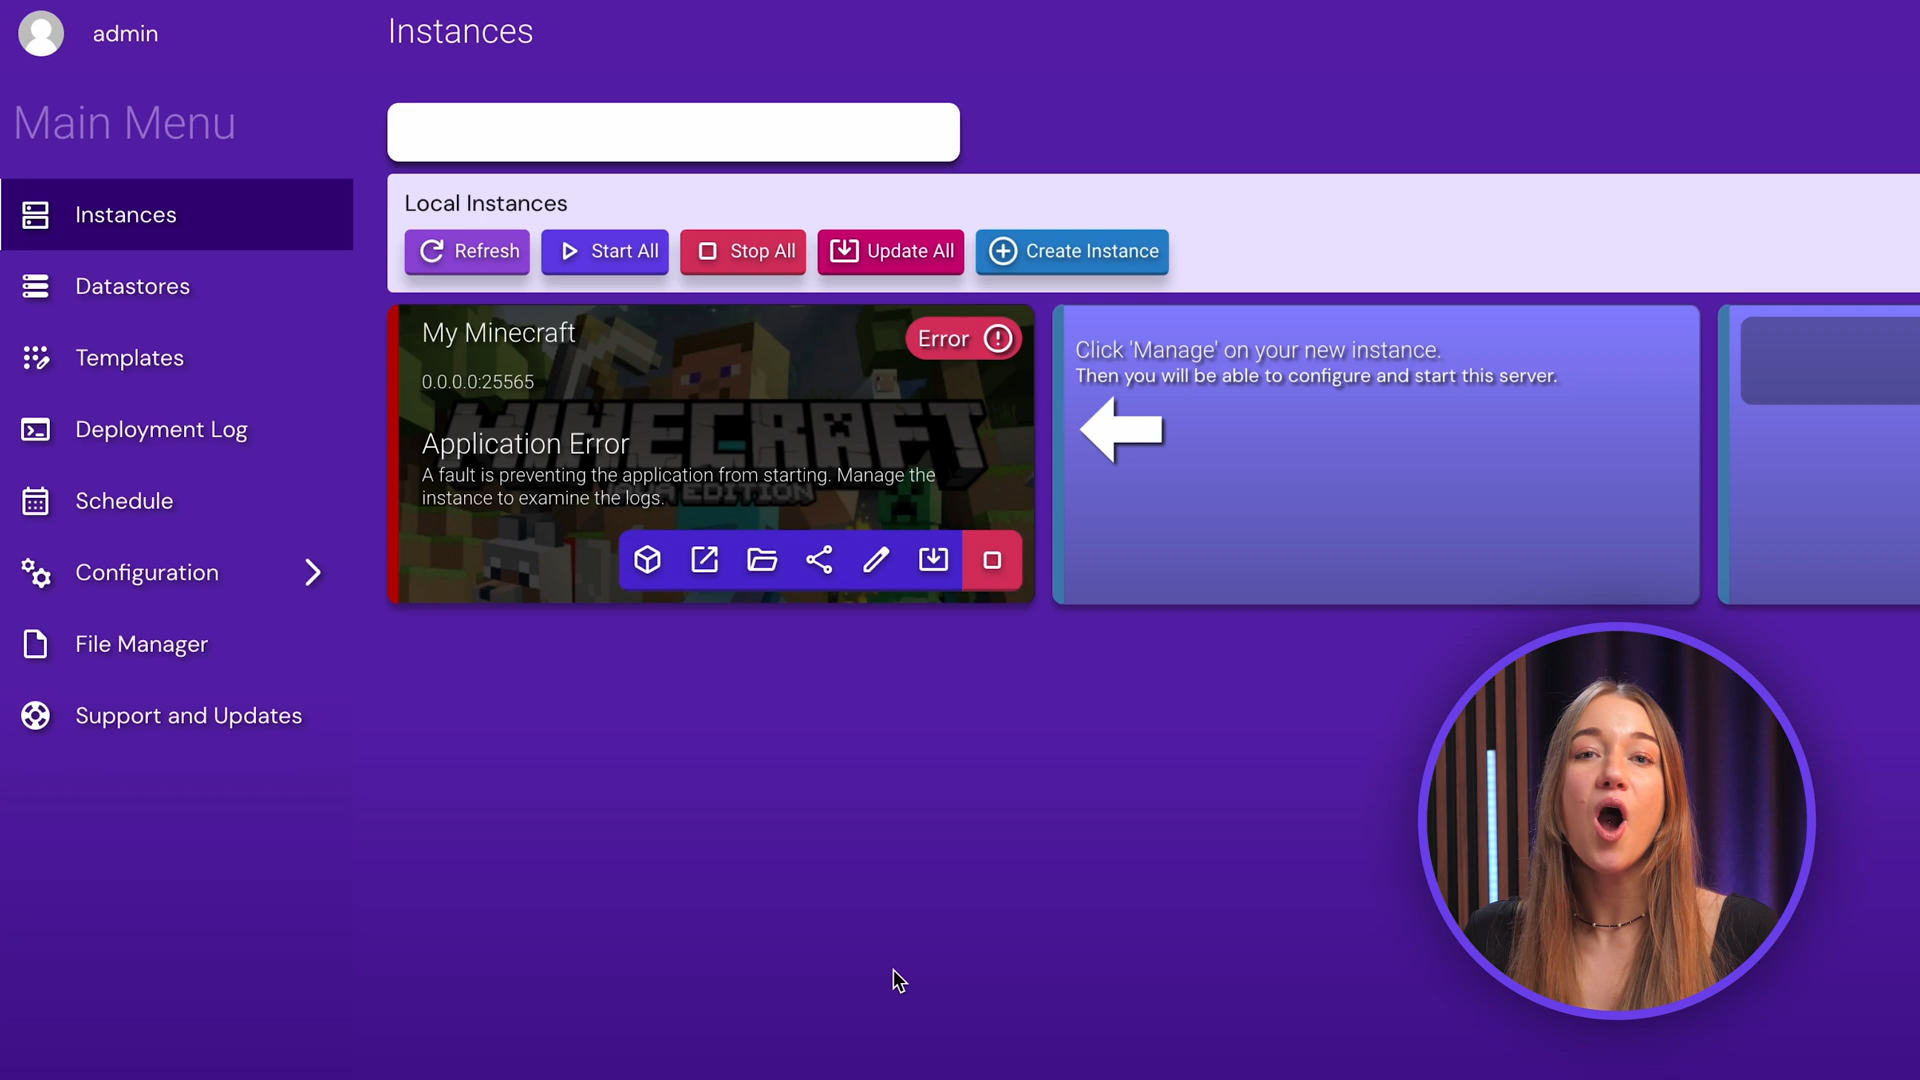 admin
Instances
Main Menu
Instances
Datastores
Templates
Deployment Log
Schedule
Configuration
File Manager
Support and Updates
Local Instances
Refresh
Start All
Stop All
Update All
Create Instance
My Minecraft
Error
0.0.0.0:25565
MINECRAFT
JAVA EDITION
Application Error
A fault is preventing the application from starting. Manage the
instance to examine the logs.
Click 'Manage' on your new instance.
Then you will be able to configure and start this server.